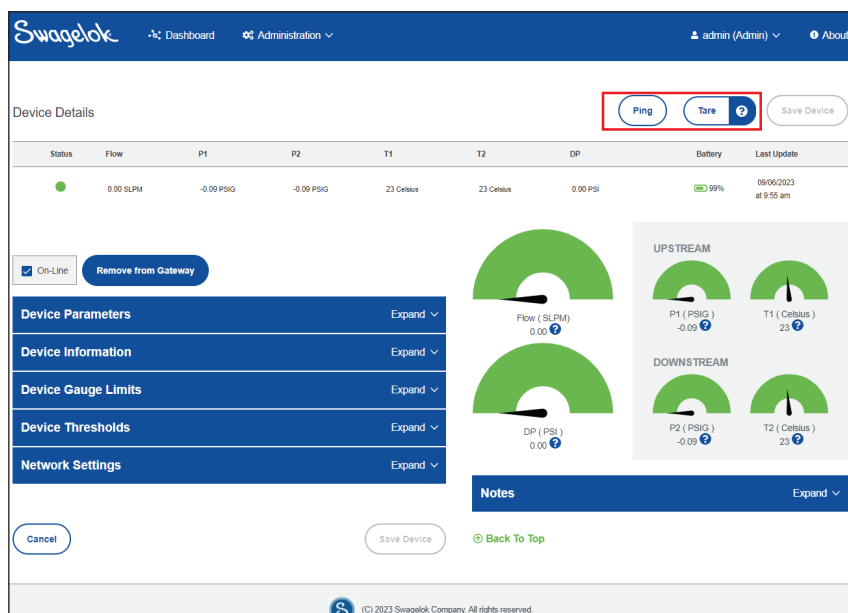 Swagelok Dashboard Administration admin (Admin) About
Device Details Ping Tare ? Save Device
Status Flow P1 P2 T1 T2 DP Battery Last Update
0.00 SLPM -0.09 PSIG -0.09 PSIG 23 Celsius 23 Celsius 0.00 PSI 99% 09/06/2023
at 9:55 am
On-Line Remove from Gateway
Device Parameters Expand
Device Information Expand
Device Gauge Limits Expand
Device Thresholds Expand
Network Settings Expand
Flow ( SLPM)
0.00 ?
DP ( PSI )
0.00 ?
UPSTREAM
P1 ( PSIG ) T1 ( Celsius )
-0.09 ? 23 ?
DOWNSTREAM
P2 ( PSIG ) T2 ( Celsius )
-0.09 ? 23 ?
Notes Expand
Cancel Save Device Back To Top
S (C) 2023 Swagelok Company. All rights reserved.